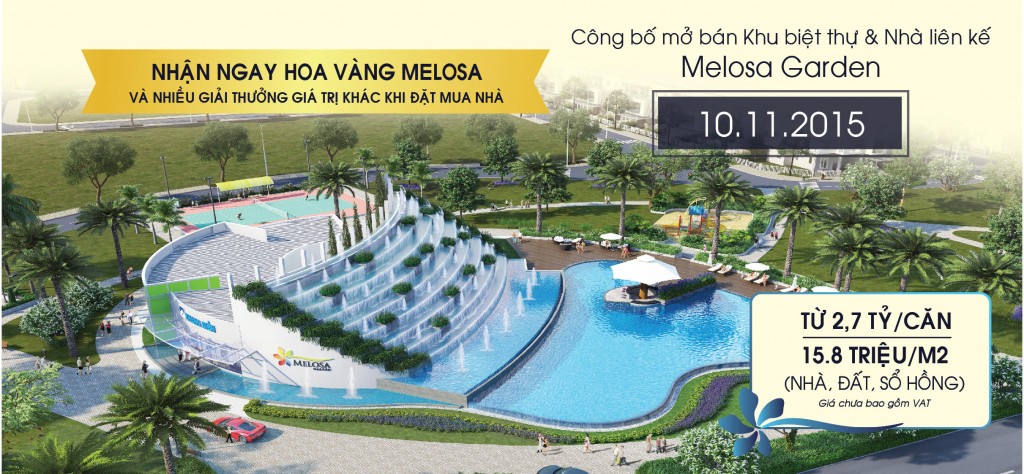 Công bố mở bán Khu biệt thự & Nhà liên kế
Melosa Garden
10.11.2015
NHẬN NGAY HOA VÀNG MELOSA
VÀ NHIỀU GIẢI THƯỞNG GIÁ TRỊ KHÁC KHI ĐẶT MUA NHÀ
MELOSA
GARDEN
TỪ 2,7 TỶ/CĂN
15.8 TRIỆU/M2
(NHÀ, ĐẤT, SỔ HỒNG)
Giá chưa bao gồm VAT